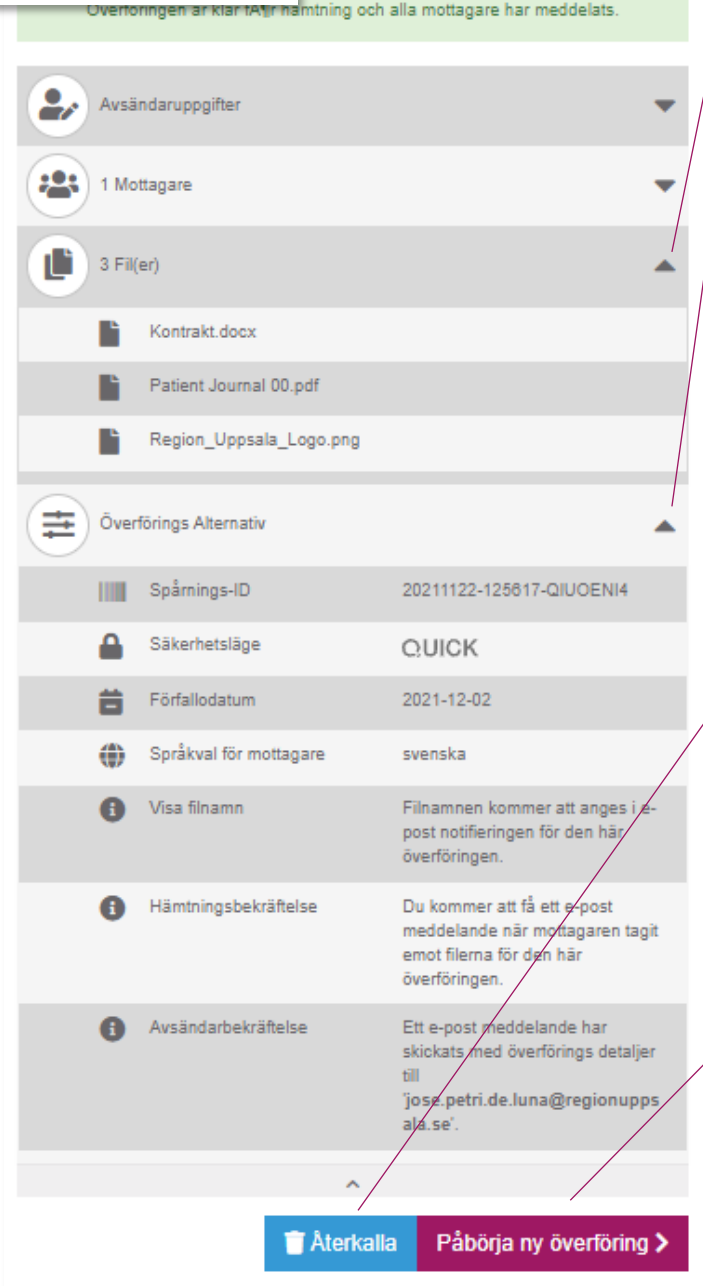 Överföringen är klar fÃ¶r hämtning och alla mottagare har meddelats.
Avsändaruppgifter
1 Mottagare
3 Fil(er)
Kontrakt.docx
Patient Journal 00.pdf
Region_Uppsala_Logo.png
Överförings Alternativ
Spårnings-ID 20211122-125617-QIUOENI4
Säkerhetsläge QUICK
Förfallodatum 2021-12-02
Språkval för mottagare svenska
Visa filnamn Filnamnen kommer att anges i e-
post notifieringen för den här
överföringen.
Hämtningsbekräftelse Du kommer att få ett e-post
meddelande när mottagaren tagit
emot filerna för den här
överföringen.
Avsändarbekräftelse Ett e-post meddelande har
skickats med överförings detaljer
till
'jose.petri.de.luna@regionupps
ala.se'.
Återkalla Påbörja ny överföring